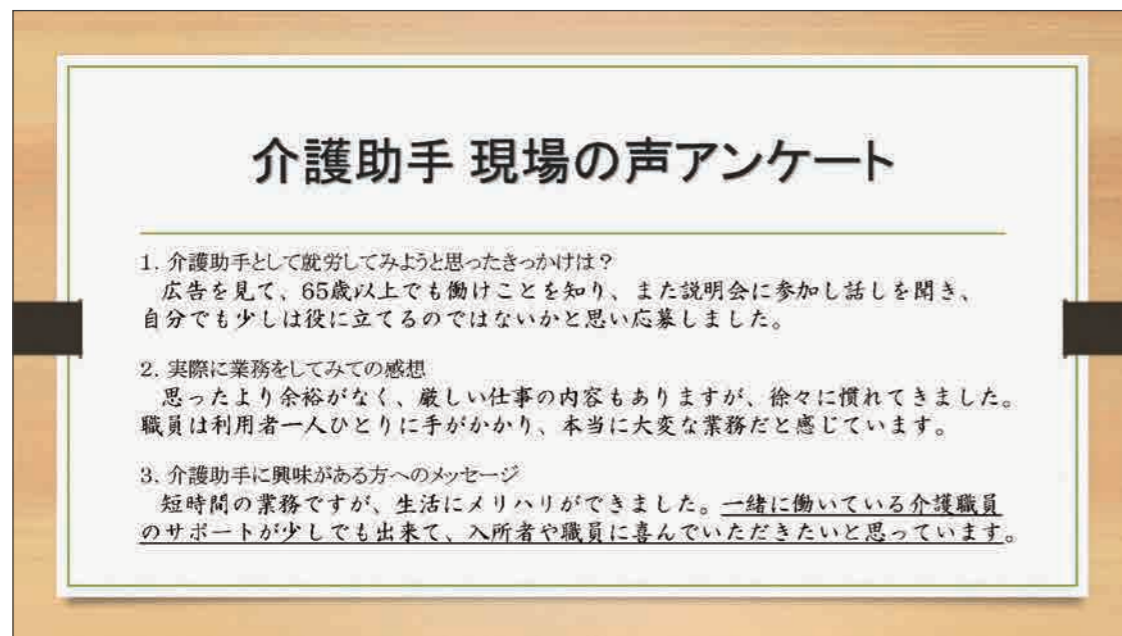 介護助手 現場の声アンケート
1. 介護助手として就労してみようと思ったきっかけは？
広告を見て、65歳以上でも働けことを知り、また説明会に参加し話しを聞き、
自分でも少しは役に立てるのではないかと思い応募しました。
2. 実際に業務をしてみての感想
思ったより余裕がなく、厳しい仕事の内容もありますが、徐々に慣れてきました。
職員は利用者一人ひとりに手がかかり、本当に大変な業務だと感じています。
3. 介護助手に興味がある方へのメッセージ
短時間の業務ですが、生活にメリハリができました。一緒に働いている介護職員
のサポートが少しでも出来て、入所者や職員に喜んでいただきたいと思っています。